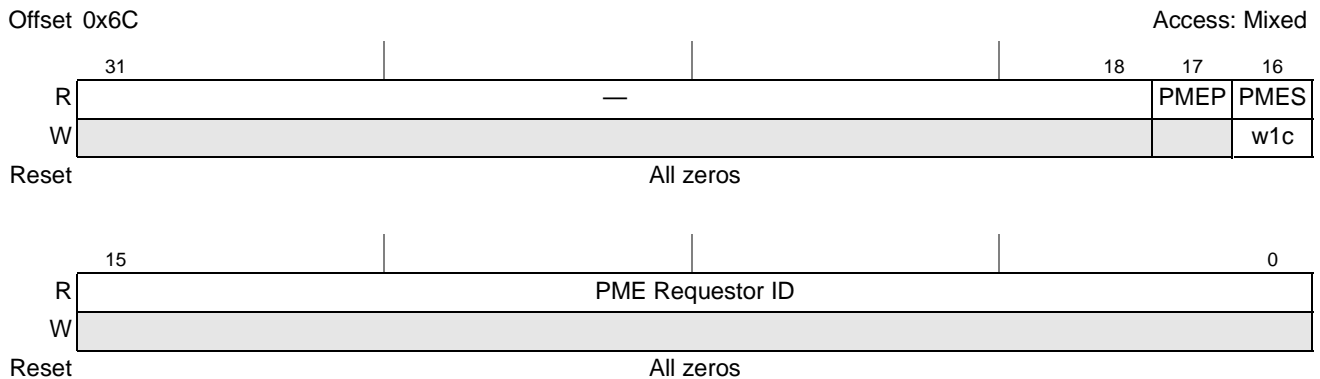 Offset 0x6C Access: Mixed
31 18 17 16
R — PMEP PMES
W w1c
Reset All zeros
15 0
R PME Requestor ID
W
Reset All zeros